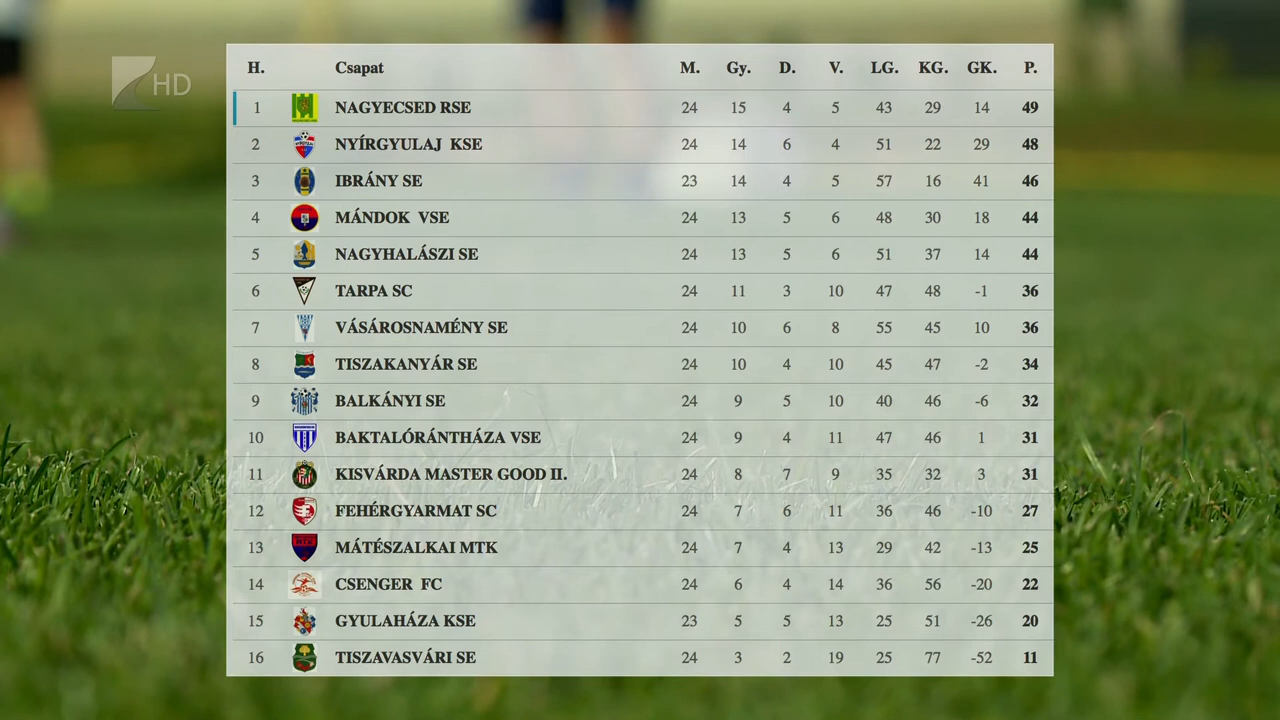 HD
H. Csapat M. Gy. D. V. LG. KG. GK. P.
1 NAGYECSED RSE 24 15 4 5 43 29 14 49
2 NYÍRGYULAJ KSE 24 14 6 4 51 22 29 48
3 IBRÁNY SE 23 14 4 5 57 16 41 46
4 MÁNDOK VSE 24 13 5 6 48 30 18 44
5 NAGYHALÁSZI SE 24 13 5 6 51 37 14 44
6 TARPA SC 24 11 3 10 47 48 -1 36
7 VÁSÁROSNAMÉNY SE 24 10 6 8 55 45 10 36
8 TISZAKANYÁR SE 24 10 4 10 45 47 -2 34
9 BALKÁNYI SE 24 9 5 10 40 46 -6 32
10 BAKTALÓRÁNTHÁZA VSE 24 9 4 11 47 46 1 31
11 KISVÁRDA MASTER GOOD II. 24 8 7 9 35 32 3 31
12 FEHÉRGYARMAT SC 24 7 6 11 36 46 -10 27
13 MÁTÉSZALKAI MTK 24 7 4 13 29 42 -13 25
14 CSENGER FC 24 6 4 14 36 56 -20 22
15 GYULAHÁZA KSE 23 5 5 13 25 51 -26 20
16 TISZAVASVÁRI SE 24 3 2 19 25 77 -52 11